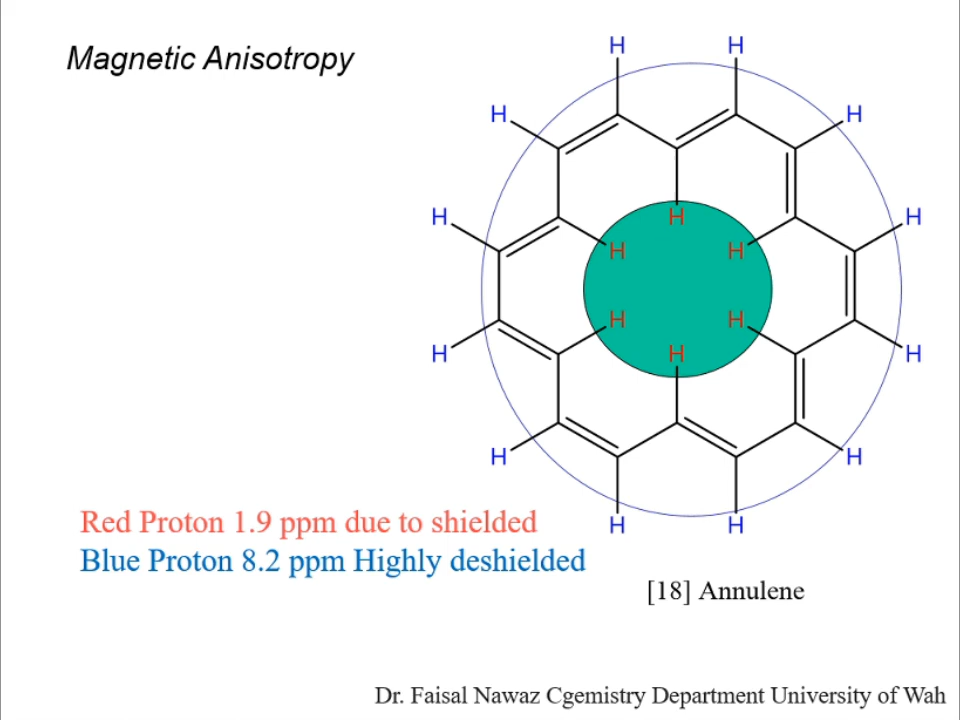 Magnetic Anisotropy
H H
H H
H H
H
H H
H H
H
H H
H H
H H
Red Proton 1.9 ppm due to shielded
Blue Proton 8.2 ppm Highly deshielded
[18] Annulene
Dr. Faisal Nawaz Cgemistry Department University of Wah